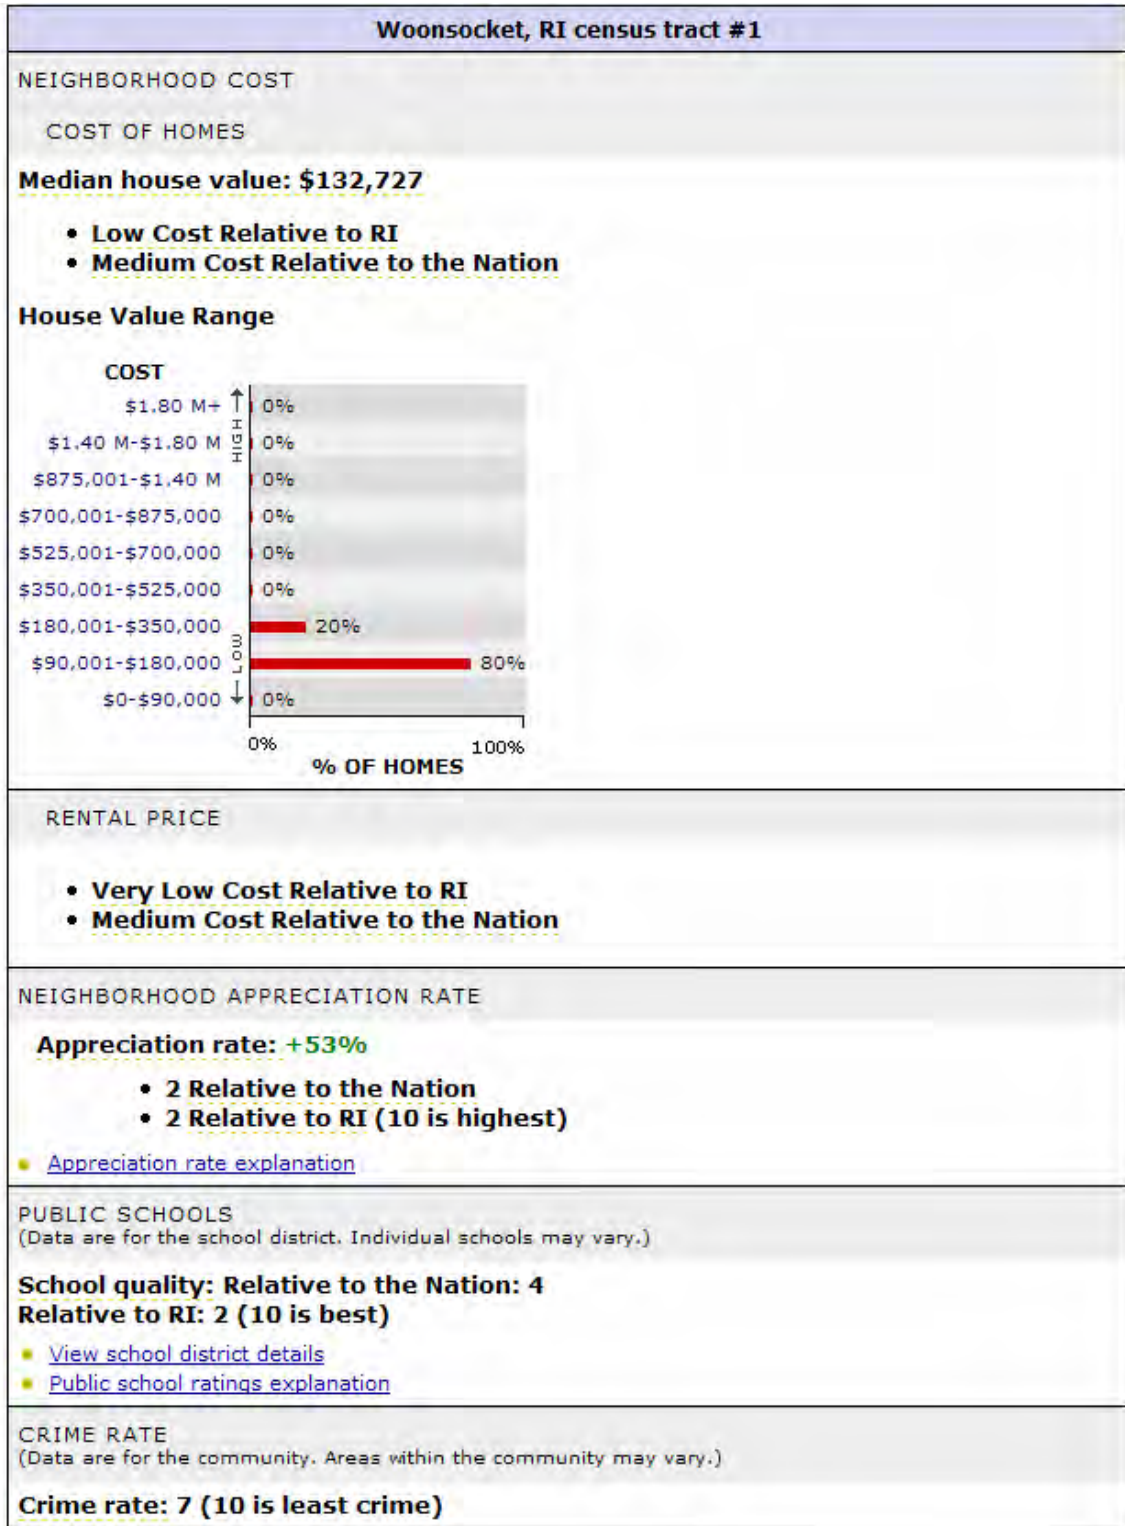 Woonsocket, RI census tract #1
NEIGHBORHOOD COST
COST OF HOMES
Median house value: $132,727
• Low Cost Relative to RI
• Medium Cost Relative to the Nation
House Value Range
COST
HIGH
$1.80 M+ 0%
$1.40 M-$1.80 M 0%
$875,001-$1.40 M 0%
$700,001-$875,000 0%
$525,001-$700,000 0%
$350,001-$525,000 0%
$180,001-$350,000 20%
$90,001-$180,000 80%
$0-$90,000 0%
LOW
0% 100%
% OF HOMES
RENTAL PRICE
• Very Low Cost Relative to RI
• Medium Cost Relative to the Nation
NEIGHBORHOOD APPRECIATION RATE
Appreciation rate: +53%
• 2 Relative to the Nation
• 2 Relative to RI (10 is highest)
Appreciation rate explanation
PUBLIC SCHOOLS
(Data are for the school district. Individual schools may vary.)
School quality: Relative to the Nation: 4
Relative to RI: 2 (10 is best)
View school district details
Public school ratings explanation
CRIME RATE
(Data are for the community. Areas within the community may vary.)
Crime rate: 7 (10 is least crime)